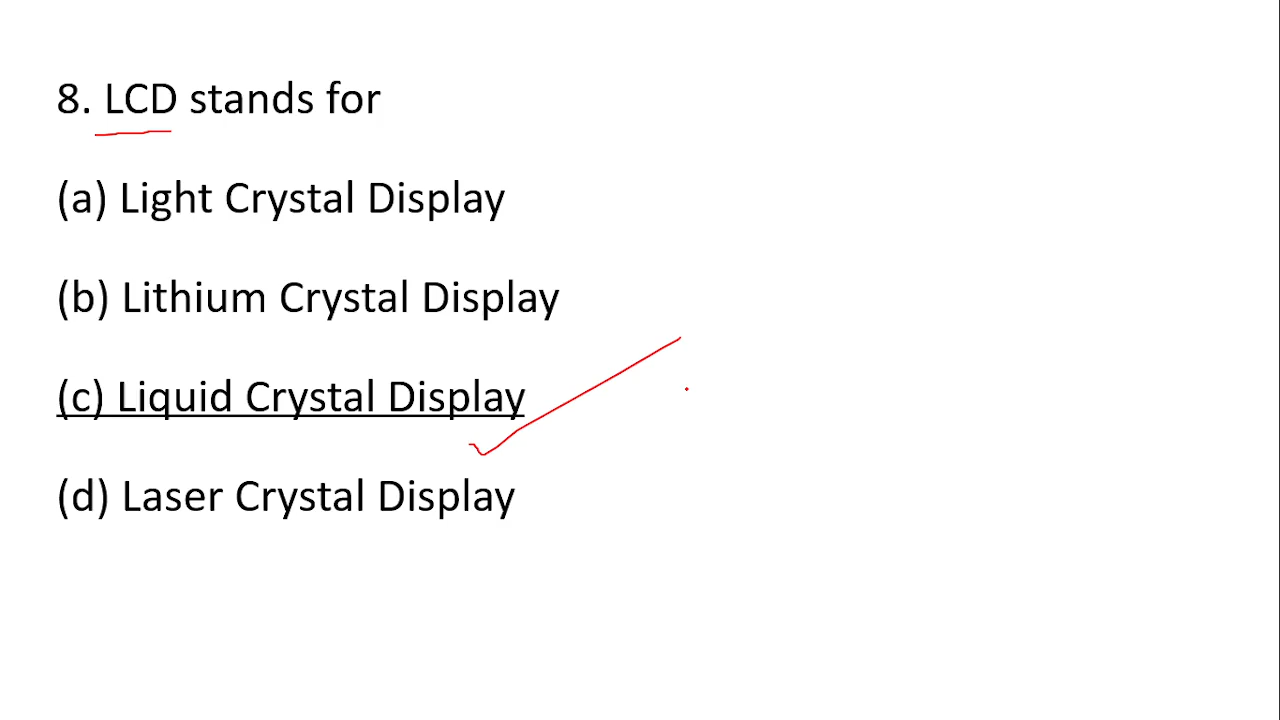 8. LCD stands for
(a) Light Crystal Display
(b) Lithium Crystal Display
(c) Liquid Crystal Display
(d) Laser Crystal Display